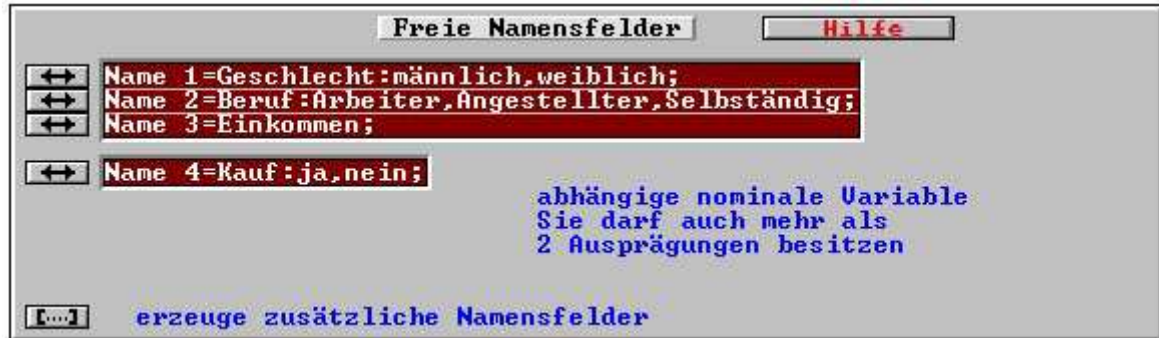 Freie Namensfelder Hilfe
Name 1=Geschlecht:männlich,weiblich;
Name 2=Beruf:Arbeiter,Angestellter,Selbständig;
Name 3=Einkommen;
Name 4=Kauf:ja,nein;
abhängige nominale Variable
Sie darf auch mehr als
2 Ausprägungen besitzen
[....] erzeuge zusätzliche Namensfelder